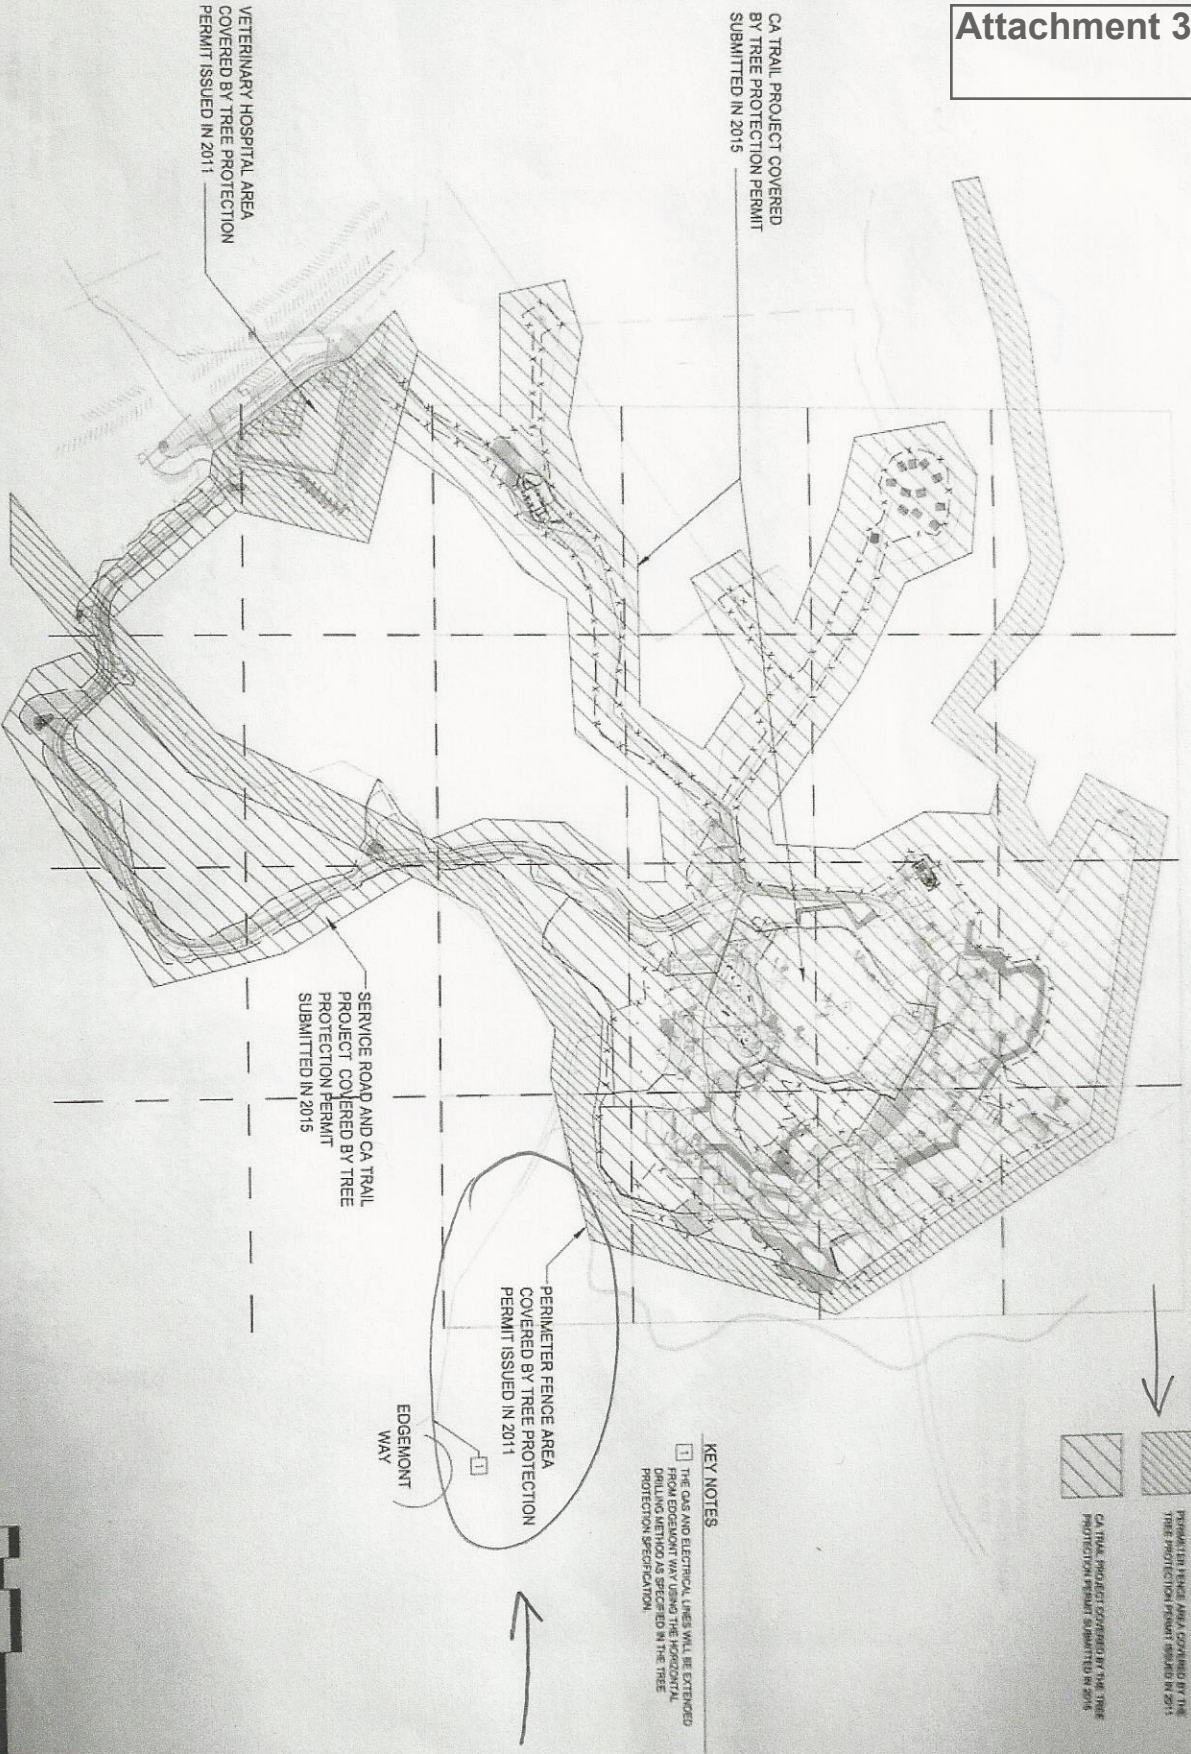 Attachment 3
VETERINARY HOSPITAL AREA
COVERED BY TREE PROTECTION
PERMIT ISSUED IN 2011
CA TRAIL PROJECT COVERED
BY TREE PROTECTION PERMIT
SUBMITTED IN 2015
SERVICE ROAD AND CA TRAIL
PROJECT COVERED BY TREE
PROTECTION PERMIT
SUBMITTED IN 2015
PERIMETER FENCE AREA
COVERED BY TREE PROTECTION
PERMIT ISSUED IN 2011
1
EDGEMONT
WAY
KEY NOTES
1 THE GAS AND ELECTRICAL LINES WILL BE EXTENDED
FROM EDGEMONT WAY USING THE HORIZONTAL
DRILLING METHOD AS SPECIFIED IN THE TREE
PROTECTION SPECIFICATION.
PERIMETER FENCE AREA COVERED BY THE
TREE PROTECTION PERMIT ISSUED IN 2011
CA TRAIL PROJECT COVERED BY THE TREE
PROTECTION PERMIT SUBMITTED IN 2015